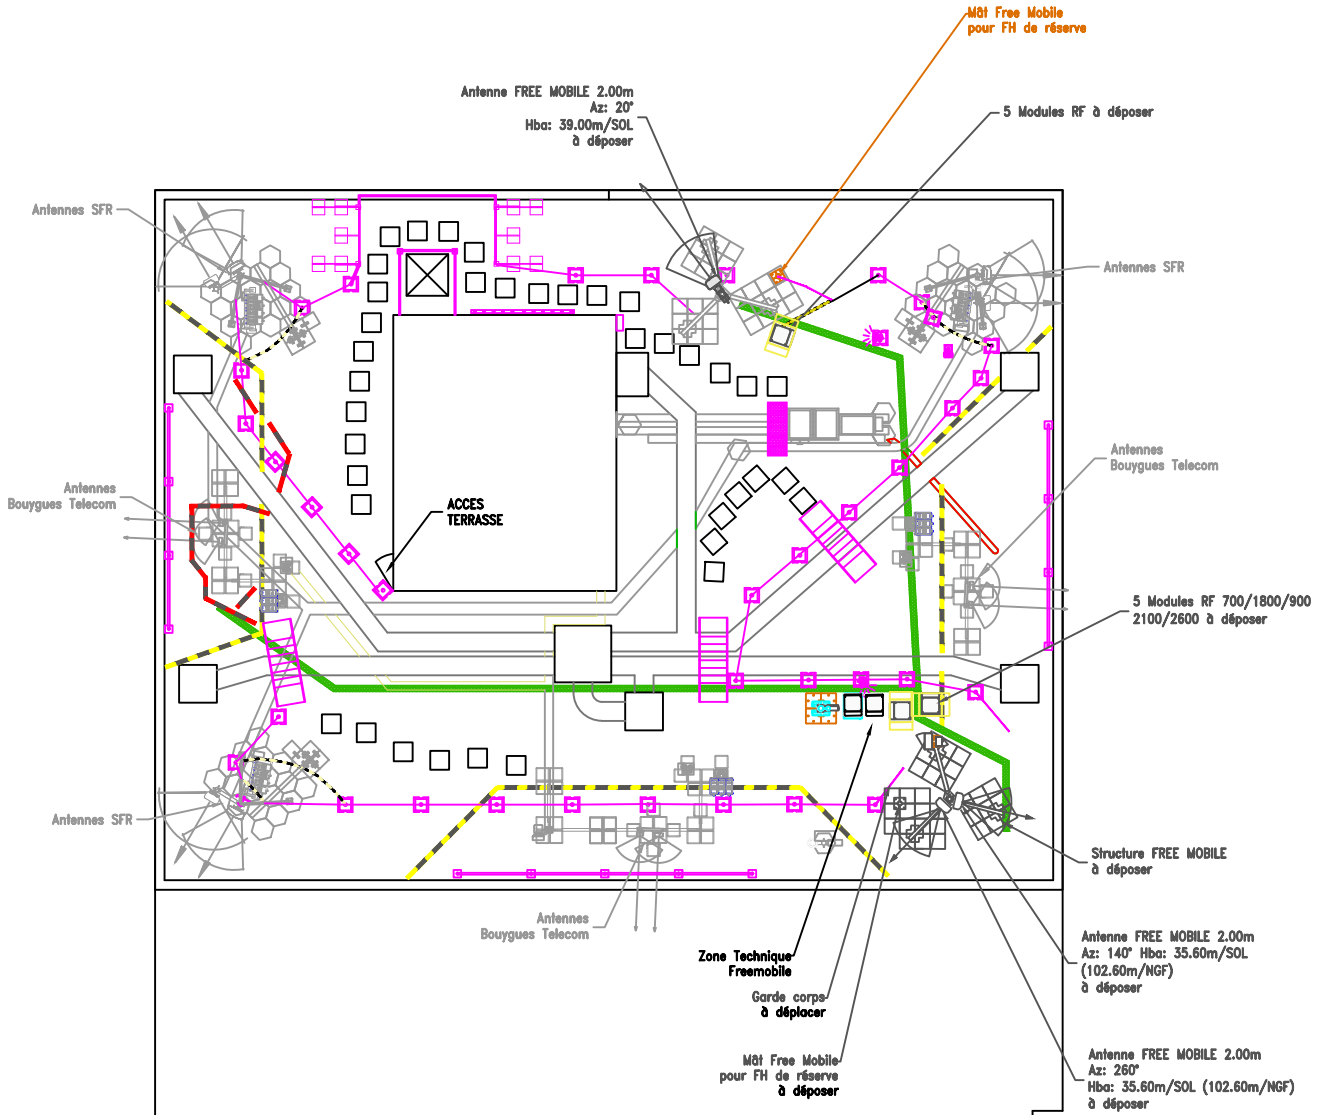 Mât Free Mobile
pour FH de réserve
Antenne FREE MOBILE 2.00m
Az: 20°
Hba: 39.00m/SOL
à déposer
5 Modules RF à déposer
Antennes SFR
Antennes SFR
Antennes
Bouygues Telecom
Antennes
Bouygues Telecom
ACCES
TERRASSE
5 Modules RF 700/1800/900
2100/2600 à déposer
Antennes SFR
Structure FREE MOBILE
à déposer
Antennes
Bouygues Telecom
Antenne FREE MOBILE 2.00m
Az: 140° Hba: 35.60m/SOL
(102.60m/NGF)
à déposer
Zone Technique
Freemobile
Garde corps
à déplacer
Mât Free Mobile
pour FH de réserve
à déposer
Antenne FREE MOBILE 2.00m
Az: 260°
Hba: 35.60m/SOL (102.60m/NGF)
à déposer